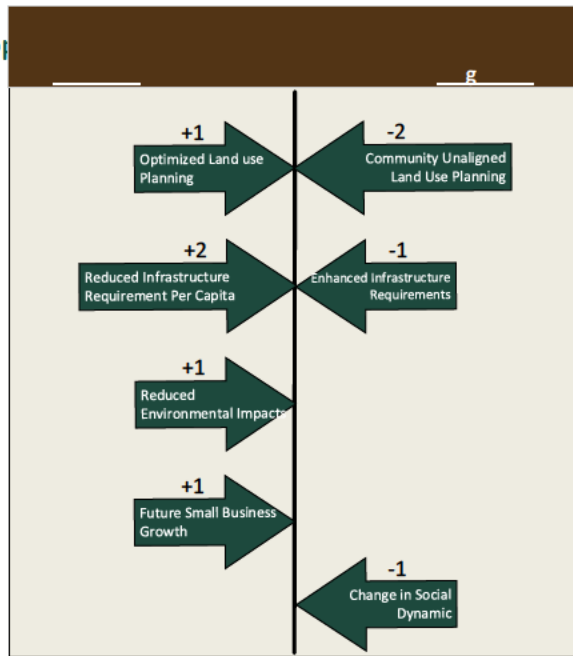 g
+1
Optimized Land use
Planning
-2
Community Unaligned
Land Use Planning
+2
Reduced Infrastructure
Requirement Per Capita
-1
Enhanced Infrastructure
Requirements
+1
Reduced
Environmental Impacts
+1
Future Small Business
Growth
-1
Change in Social
Dynamic